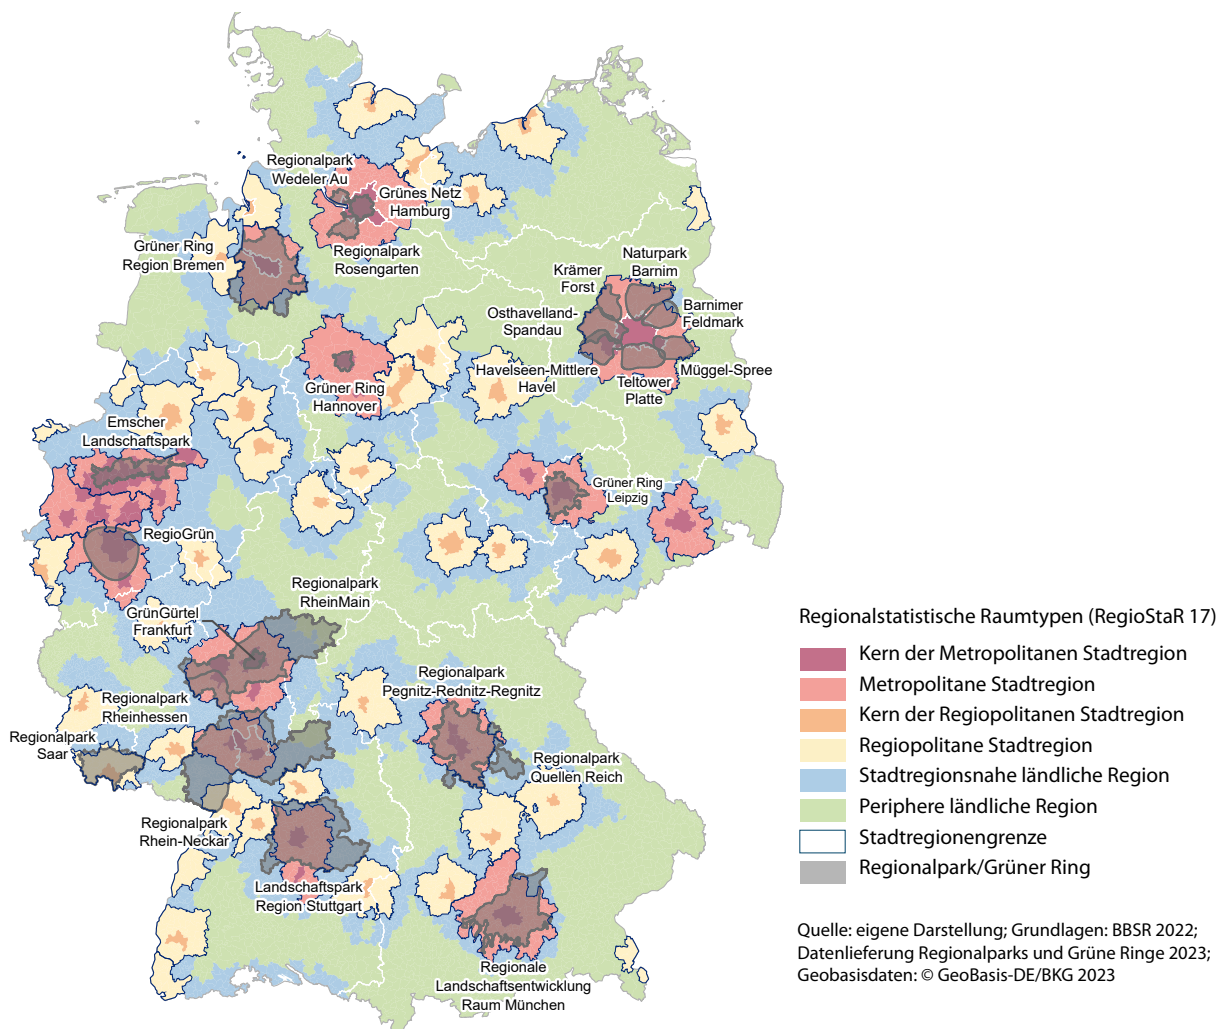 Regionalpark
Wedeler Au
Grünes Netz
Hamburg
Regionalpark
Rosengarten
Grüner Ring
Region Bremen
Naturpark
Barnim
Krämer
Forst
Barnimer
Feldmark
Osthavelland-
Spandau
Havelseen-Mittlere
Havel
Müggel-Spree
Teltower
Platte
Grüner Ring
Hannover
Emscher
Landschaftspark
Grüner Ring
Leipzig
RegioGrün
Regionalpark
RheinMain
GrünGürtel
Frankfurt
Regionalpark
Pegnitz-Rednitz-Regnitz
Regionalpark
Rheinhessen
Regionalpark
Saar
Regionalpark
Quellen Reich
Regionalpark
Rhein-Neckar
Landschaftspark
Region Stuttgart
Regionale
Landschaftsentwicklung
Raum München
Regionalstatistische Raumtypen (RegioStaR 17)
Kern der Metropolitanen Stadtregion
Metropolitane Stadtregion
Kern der Regiopolitanen Stadtregion
Regiopolitane Stadtregion
Stadtregionsnahe ländliche Region
Periphere ländliche Region
Stadtregionengrenze
Regionalpark/Grüner Ring
Quelle: eigene Darstellung; Grundlagen: BBSR 2022;
Datenlieferung Regionalparks und Grüne Ringe 2023;
Geobasisdaten: © GeoBasis-DE/BKG 2023